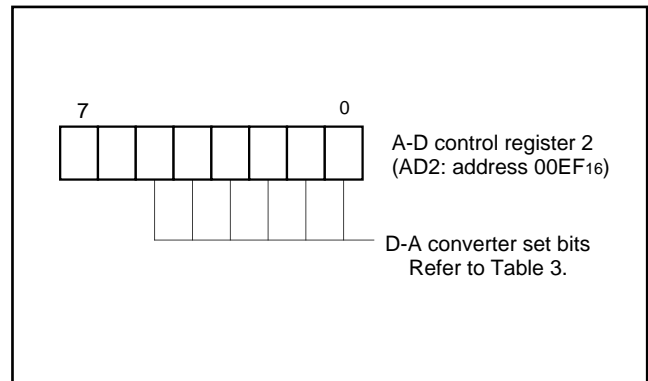 7 0
A-D control register 2
(AD2: address 00EF16)
D-A converter set bits
Refer to Table 3.